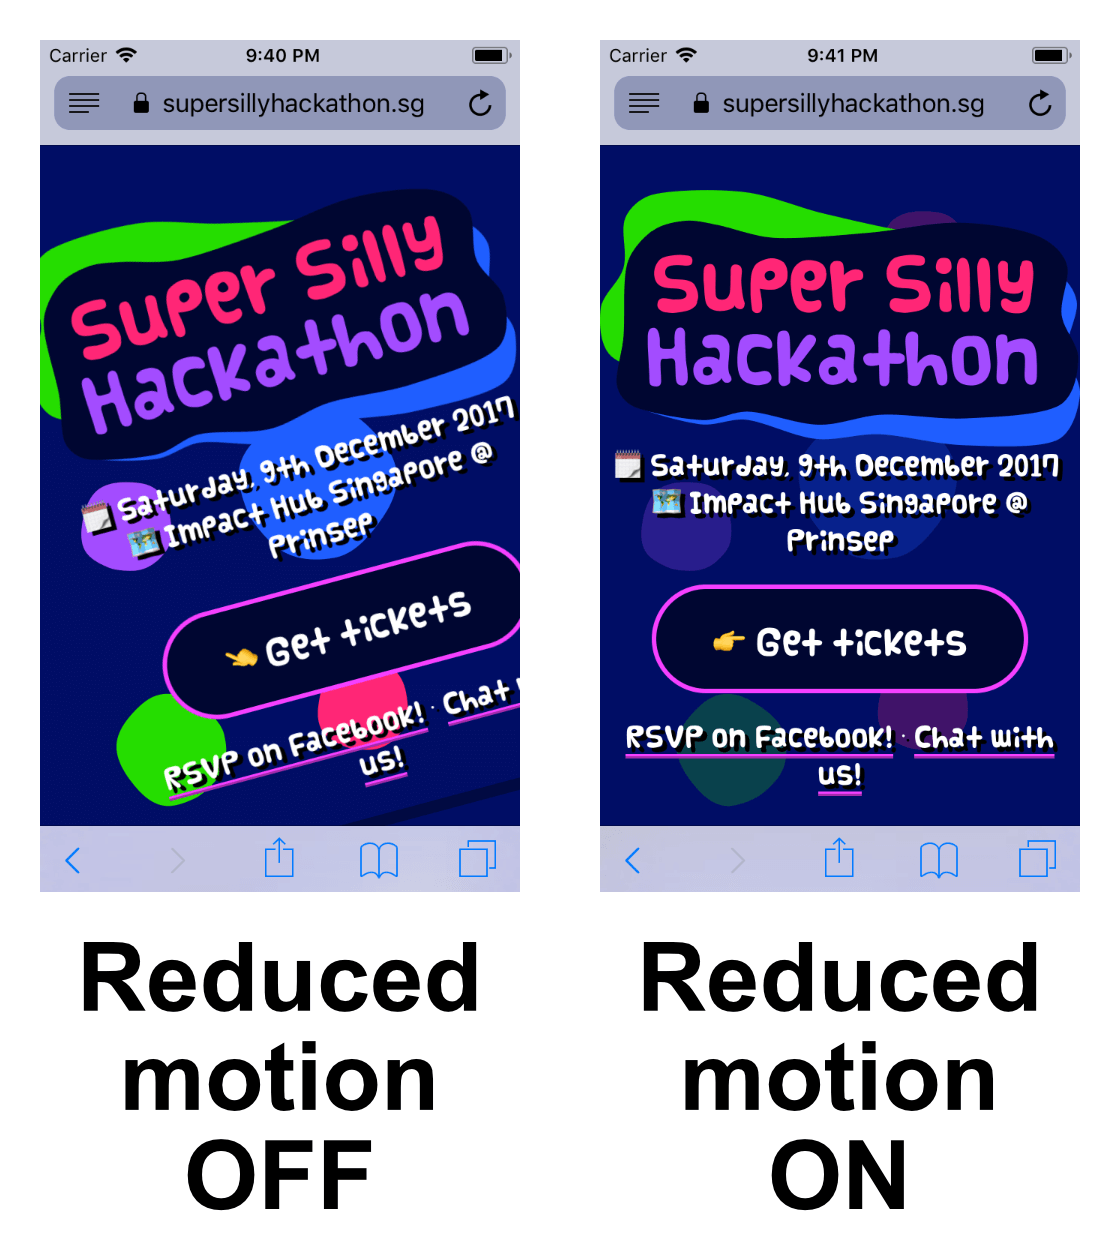 Carrier 9:40 PM
supersillyhackathon.sg
Super Silly
Hackathon
🗓 Saturday, 9th December 2017
🗺 Impact Hub Singapore @
Prinsep
👈 Get tickets
RSVP on Facebook! · Chat
us!
Reduced
motion
OFF
Carrier 9:41 PM
supersillyhackathon.sg
Super Silly
Hackathon
🗓 Saturday, 9th December 2017
🗺 Impact Hub Singapore @
Prinsep
👉 Get tickets
RSVP on Facebook! · Chat with
us!
Reduced
motion
ON